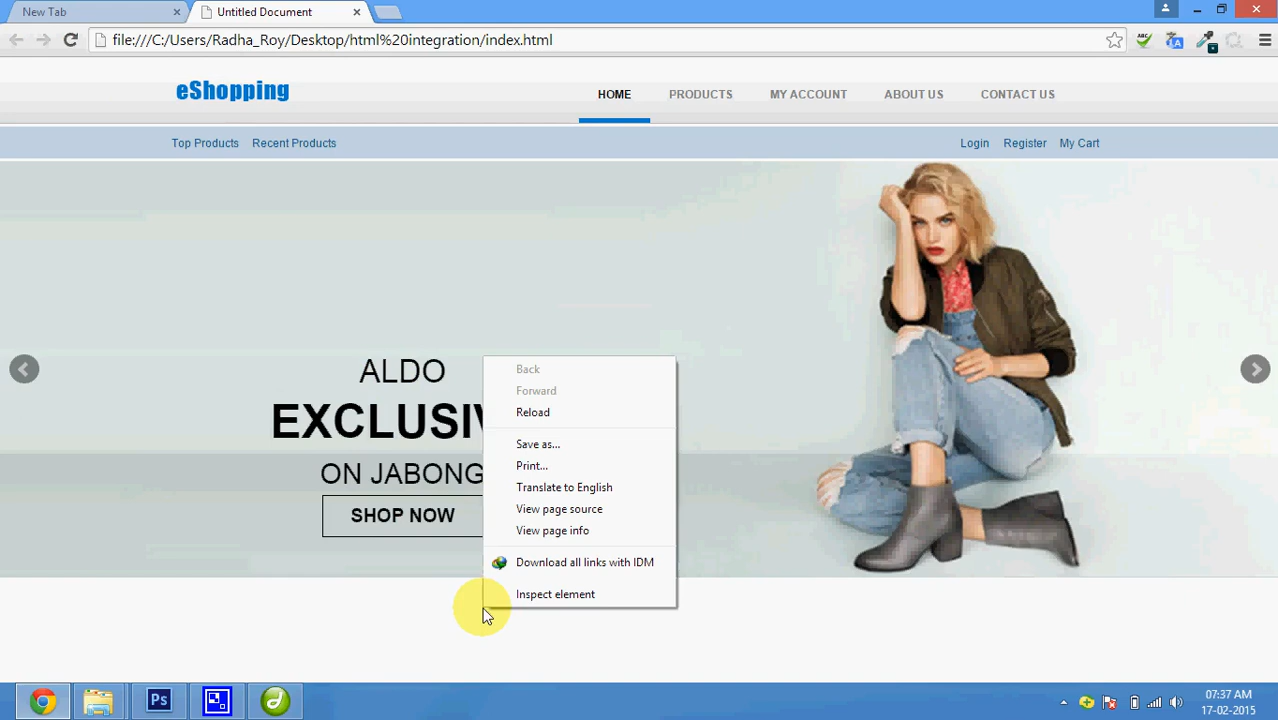 New Tab
Untitled Document
file:///C:/Users/Radha_Roy/Desktop/html%20integration/index.html
ABC
eShopping
HOME PRODUCTS MY ACCOUNT ABOUT US CONTACT US
Top Products Recent Products Login Register My Cart
ALDO
EXCLUSIV
ON JABONG
SHOP NOW
Back
Forward
Reload
Save as...
Print...
Translate to English
View page source
View page info
Download all links with IDM
Inspect element
Ps
07:37 AM
17-02-2015